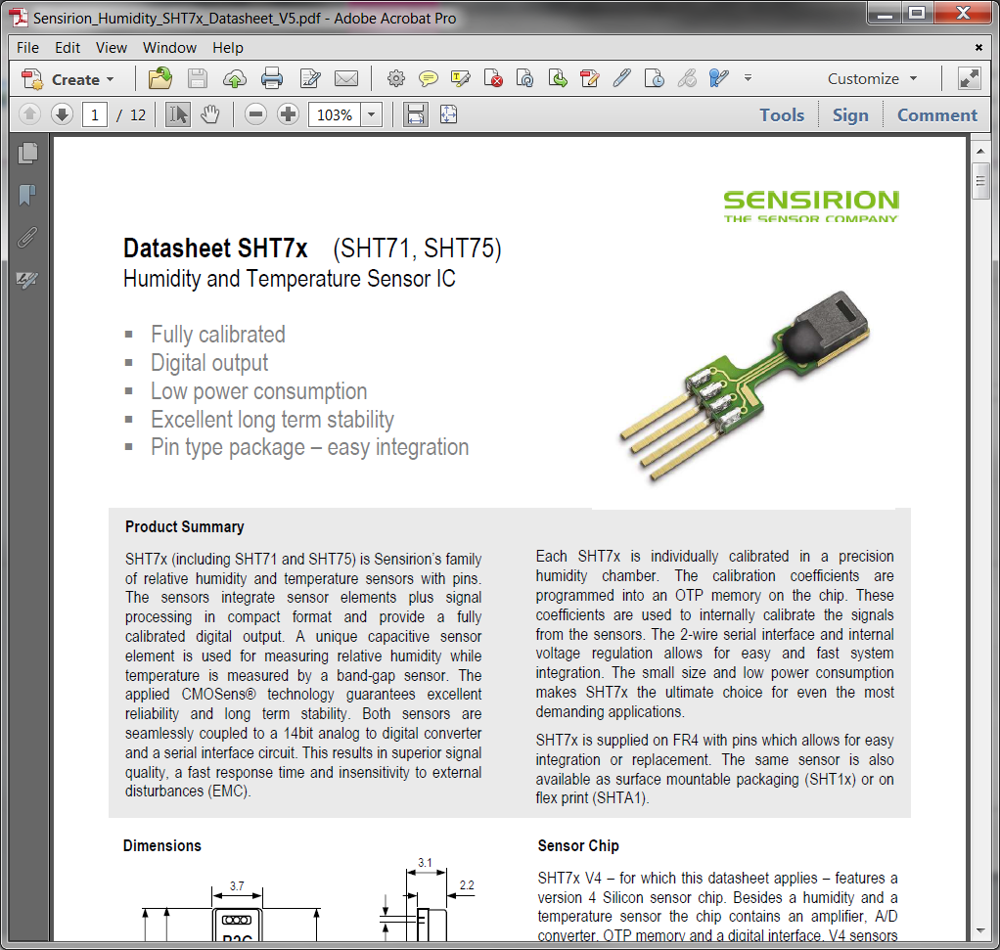 Sensirion_Humidity_SHT7x_Datasheet_V5.pdf - Adobe Acrobat Pro
File Edit View Window Help
Create
Customize
1 / 12
103%
Tools Sign Comment
SENSIRION
THE SENSOR COMPANY
Datasheet SHT7x (SHT71, SHT75)
Humidity and Temperature Sensor IC
▪ Fully calibrated
▪ Digital output
▪ Low power consumption
▪ Excellent long term stability
▪ Pin type package – easy integration
Product Summary
SHT7x (including SHT71 and SHT75) is Sensirion's family
of relative humidity and temperature sensors with pins.
The sensors integrate sensor elements plus signal
processing in compact format and provide a fully
calibrated digital output. A unique capacitive sensor
element is used for measuring relative humidity while
temperature is measured by a band-gap sensor. The
applied CMOSens® technology guarantees excellent
reliability and long term stability. Both sensors are
seamlessly coupled to a 14bit analog to digital converter
and a serial interface circuit. This results in superior signal
quality, a fast response time and insensitivity to external
disturbances (EMC).
Each SHT7x is individually calibrated in a precision
humidity chamber. The calibration coefficients are
programmed into an OTP memory on the chip. These
coefficients are used to internally calibrate the signals
from the sensors. The 2-wire serial interface and internal
voltage regulation allows for easy and fast system
integration. The small size and low power consumption
makes SHT7x the ultimate choice for even the most
demanding applications.
SHT7x is supplied on FR4 with pins which allows for easy
integration or replacement. The same sensor is also
available as surface mountable packaging (SHT1x) or on
flex print (SHTA1).
Dimensions
3.7
3.1
2.2
Sensor Chip
SHT7x V4 – for which this datasheet applies – features a
version 4 Silicon sensor chip. Besides a humidity and a
temperature sensor the chip contains an amplifier, A/D
converter, OTP memory and a digital interface. V4 sensors